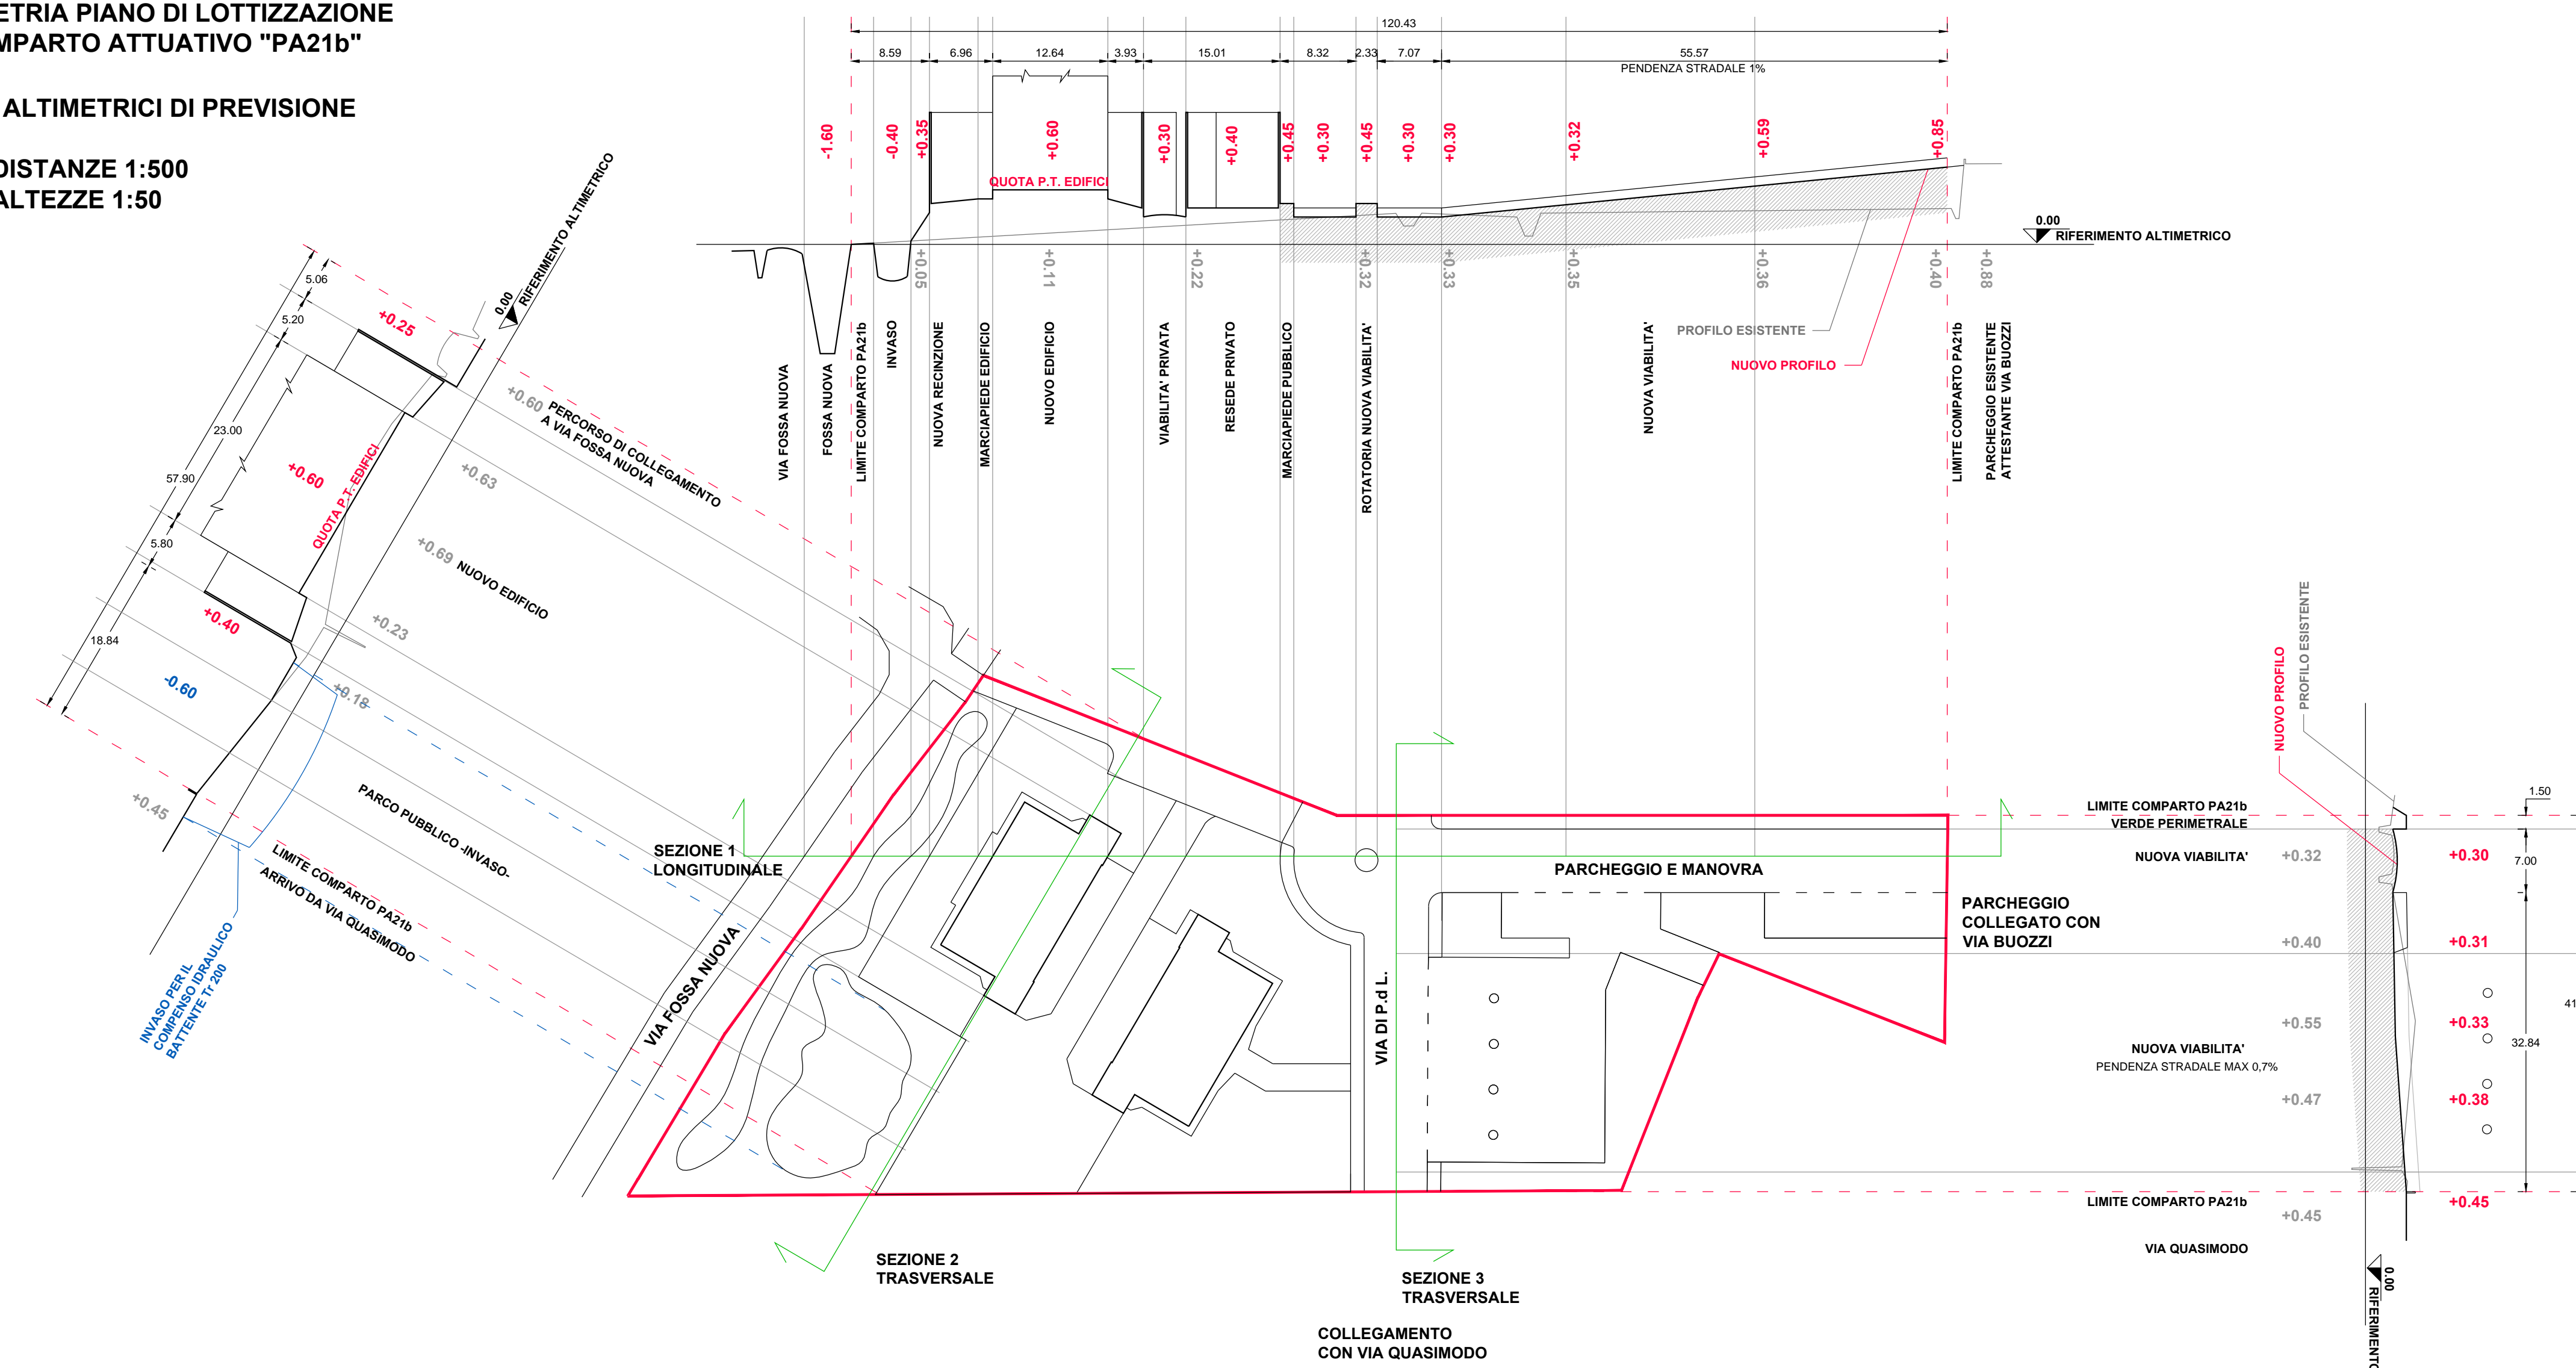 ETRIA PIANO DI LOTTIZZAZIONE
MPARTO ATTUATIVO "PA21b"
ALTIMETRICI DI PREVISIONE
DISTANZE 1:500
ALTEZZE 1:50
120.43
8.59
6.96
12.64
3.93
15.01
8.32
2.33
7.07
55.57
PENDENZA STRADALE 1%
-1.60
-0.40
+0.35
+0.60
+0.30
+0.40
+0.45
+0.30
+0.45
+0.30
+0.30
+0.32
+0.59
+0.85
QUOTA P.T. EDIFICI
0.00
RIFERIMENTO ALTIMETRICO
+0.05
+0.11
+0.22
+0.32
+0.33
+0.35
+0.36
+0.40
+0.88
VIA FOSSA NUOVA
FOSSA NUOVA
LIMITE COMPARTO PA21b
INVASO
NUOVA RECINZIONE
MARCIAPIEDE EDIFICIO
NUOVO EDIFICIO
VIABILITA' PRIVATA
RESEDE PRIVATO
MARCIAPIEDE PUBBLICO
ROTATORIA NUOVA VIABILITA'
NUOVA VIABILITA'
PROFILO ESISTENTE
NUOVO PROFILO
LIMITE COMPARTO PA21b
PARCHEGGIO ESISTENTE
ATTESTANTE VIA BUOZZI
0.00
RIFERIMENTO ALTIMETRICO
5.06
5.20
23.00
57.90
5.80
18.84
+0.25
+0.60
QUOTA P.T. EDIFICI
+0.40
-0.60
+0.60
PERCORSO DI COLLEGAMENTO
A VIA FOSSA NUOVA
+0.63
+0.69
NUOVO EDIFICIO
+0.23
+0.18
+0.45
PARCO PUBBLICO -INVASO-
LIMITE COMPARTO PA21b
ARRIVO DA VIA QUASIMODO
INVASO PER IL
COMPENSO IDRAULICO
BATTENTE Tr 200
SEZIONE 1
LONGITUDINALE
VIA FOSSA NUOVA
VIA DI P.d L.
PARCHEGGIO E MANOVRA
PARCHEGGIO
COLLEGATO CON
VIA BUOZZI
SEZIONE 2
TRASVERSALE
SEZIONE 3
TRASVERSALE
COLLEGAMENTO
CON VIA QUASIMODO
NUOVO PROFILO
PROFILO ESISTENTE
LIMITE COMPARTO PA21b
VERDE PERIMETRALE
NUOVA VIABILITA'
+0.32
+0.30
+0.40
+0.31
+0.55
+0.33
NUOVA VIABILITA'
PENDENZA STRADALE MAX 0,7%
+0.47
+0.38
LIMITE COMPARTO PA21b
+0.45
+0.45
VIA QUASIMODO
1.50
7.00
41
32.84
0.00
RIFERIMENTO